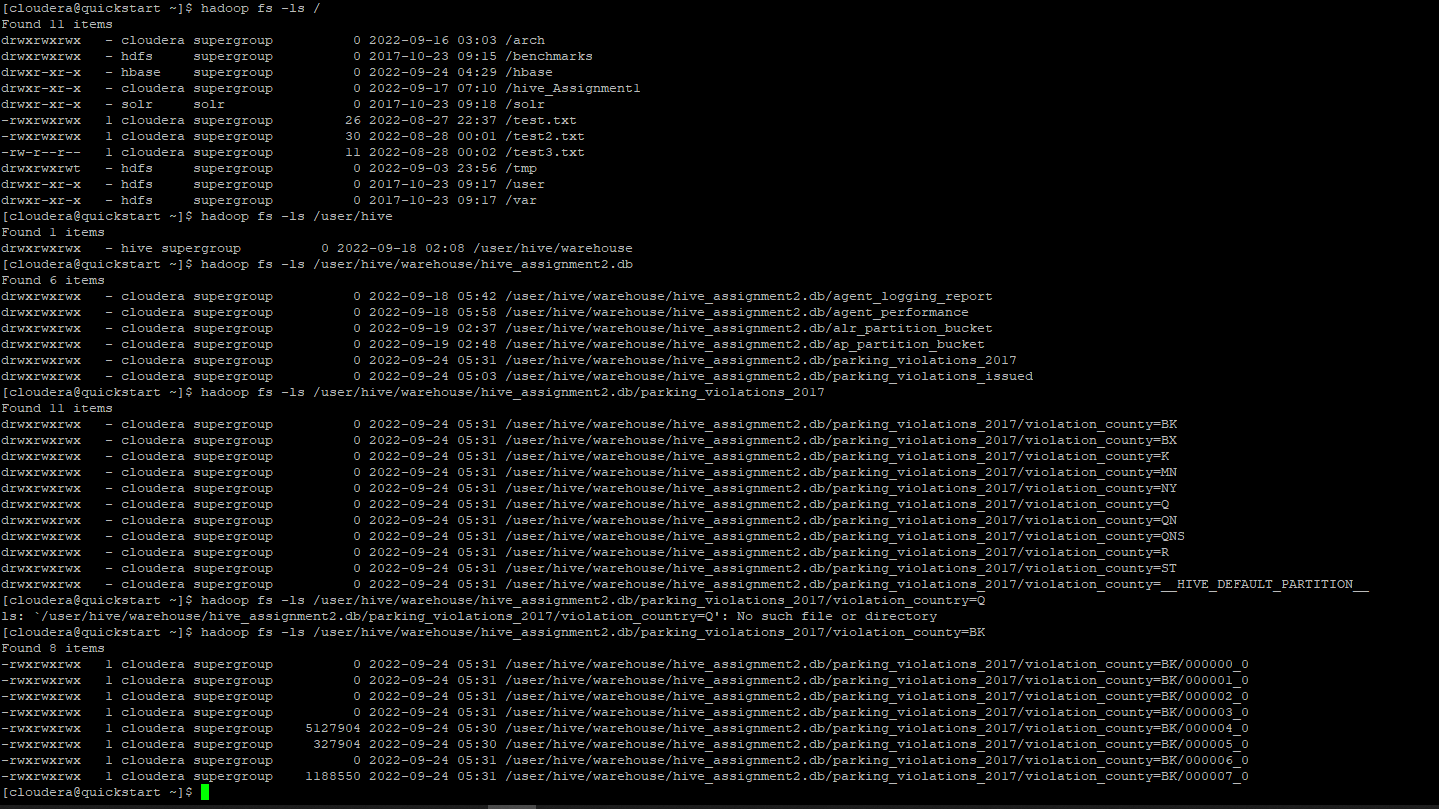 [cloudera@quickstart ~]$ hadoop fs -ls /
Found 11 items
drwxrwxrwx   - cloudera supergroup          0 2022-09-16 03:03 /arch
drwxrwxrwx   - hdfs     supergroup          0 2017-10-23 09:15 /benchmarks
drwxr-xr-x   - hbase    supergroup          0 2022-09-24 04:29 /hbase
drwxr-xr-x   - cloudera supergroup          0 2022-09-17 07:10 /hive_Assignment1
drwxr-xr-x   - solr     solr                0 2017-10-23 09:18 /solr
-rwxrwxrwx   1 cloudera supergroup         26 2022-08-27 22:37 /test.txt
-rwxrwxrwx   1 cloudera supergroup         30 2022-08-28 00:01 /test2.txt
-rw-r--r--   1 cloudera supergroup         11 2022-08-28 00:02 /test3.txt
drwxrwxrwt   - hdfs     supergroup          0 2022-09-03 23:56 /tmp
drwxr-xr-x   - hdfs     supergroup          0 2017-10-23 09:17 /user
drwxr-xr-x   - hdfs     supergroup          0 2017-10-23 09:17 /var
[cloudera@quickstart ~]$ hadoop fs -ls /user/hive
Found 1 items
drwxrwxrwx   - hive supergroup          0 2022-09-18 02:08 /user/hive/warehouse
[cloudera@quickstart ~]$ hadoop fs -ls /user/hive/warehouse/hive_assignment2.db
Found 6 items
drwxrwxrwx   - cloudera supergroup          0 2022-09-18 05:42 /user/hive/warehouse/hive_assignment2.db/agent_logging_report
drwxrwxrwx   - cloudera supergroup          0 2022-09-18 05:58 /user/hive/warehouse/hive_assignment2.db/agent_performance
drwxrwxrwx   - cloudera supergroup          0 2022-09-19 02:37 /user/hive/warehouse/hive_assignment2.db/alr_partition_bucket
drwxrwxrwx   - cloudera supergroup          0 2022-09-19 02:48 /user/hive/warehouse/hive_assignment2.db/ap_partition_bucket
drwxrwxrwx   - cloudera supergroup          0 2022-09-24 05:31 /user/hive/warehouse/hive_assignment2.db/parking_violations_2017
drwxrwxrwx   - cloudera supergroup          0 2022-09-24 05:03 /user/hive/warehouse/hive_assignment2.db/parking_violations_issued
[cloudera@quickstart ~]$ hadoop fs -ls /user/hive/warehouse/hive_assignment2.db/parking_violations_2017
Found 11 items
drwxrwxrwx   - cloudera supergroup          0 2022-09-24 05:31 /user/hive/warehouse/hive_assignment2.db/parking_violations_2017/violation_county=BK
drwxrwxrwx   - cloudera supergroup          0 2022-09-24 05:31 /user/hive/warehouse/hive_assignment2.db/parking_violations_2017/violation_county=BX
drwxrwxrwx   - cloudera supergroup          0 2022-09-24 05:31 /user/hive/warehouse/hive_assignment2.db/parking_violations_2017/violation_county=K
drwxrwxrwx   - cloudera supergroup          0 2022-09-24 05:31 /user/hive/warehouse/hive_assignment2.db/parking_violations_2017/violation_county=MN
drwxrwxrwx   - cloudera supergroup          0 2022-09-24 05:31 /user/hive/warehouse/hive_assignment2.db/parking_violations_2017/violation_county=NY
drwxrwxrwx   - cloudera supergroup          0 2022-09-24 05:31 /user/hive/warehouse/hive_assignment2.db/parking_violations_2017/violation_county=Q
drwxrwxrwx   - cloudera supergroup          0 2022-09-24 05:31 /user/hive/warehouse/hive_assignment2.db/parking_violations_2017/violation_county=QN
drwxrwxrwx   - cloudera supergroup          0 2022-09-24 05:31 /user/hive/warehouse/hive_assignment2.db/parking_violations_2017/violation_county=QNS
drwxrwxrwx   - cloudera supergroup          0 2022-09-24 05:31 /user/hive/warehouse/hive_assignment2.db/parking_violations_2017/violation_county=R
drwxrwxrwx   - cloudera supergroup          0 2022-09-24 05:31 /user/hive/warehouse/hive_assignment2.db/parking_violations_2017/violation_county=ST
drwxrwxrwx   - cloudera supergroup          0 2022-09-24 05:31 /user/hive/warehouse/hive_assignment2.db/parking_violations_2017/violation_county=__HIVE_DEFAULT_PARTITION__
[cloudera@quickstart ~]$ hadoop fs -ls /user/hive/warehouse/hive_assignment2.db/parking_violations_2017/violation_country=Q
ls: `/user/hive/warehouse/hive_assignment2.db/parking_violations_2017/violation_country=Q': No such file or directory
[cloudera@quickstart ~]$ hadoop fs -ls /user/hive/warehouse/hive_assignment2.db/parking_violations_2017/violation_county=BK
Found 8 items
-rwxrwxrwx   1 cloudera supergroup          0 2022-09-24 05:31 /user/hive/warehouse/hive_assignment2.db/parking_violations_2017/violation_county=BK/000000_0
-rwxrwxrwx   1 cloudera supergroup          0 2022-09-24 05:31 /user/hive/warehouse/hive_assignment2.db/parking_violations_2017/violation_county=BK/000001_0
-rwxrwxrwx   1 cloudera supergroup          0 2022-09-24 05:31 /user/hive/warehouse/hive_assignment2.db/parking_violations_2017/violation_county=BK/000002_0
-rwxrwxrwx   1 cloudera supergroup          0 2022-09-24 05:31 /user/hive/warehouse/hive_assignment2.db/parking_violations_2017/violation_county=BK/000003_0
-rwxrwxrwx   1 cloudera supergroup    5127904 2022-09-24 05:30 /user/hive/warehouse/hive_assignment2.db/parking_violations_2017/violation_county=BK/000004_0
-rwxrwxrwx   1 cloudera supergroup     327904 2022-09-24 05:30 /user/hive/warehouse/hive_assignment2.db/parking_violations_2017/violation_county=BK/000005_0
-rwxrwxrwx   1 cloudera supergroup          0 2022-09-24 05:31 /user/hive/warehouse/hive_assignment2.db/parking_violations_2017/violation_county=BK/000006_0
-rwxrwxrwx   1 cloudera supergroup    1188550 2022-09-24 05:31 /user/hive/warehouse/hive_assignment2.db/parking_violations_2017/violation_county=BK/000007_0
[cloudera@quickstart ~]$